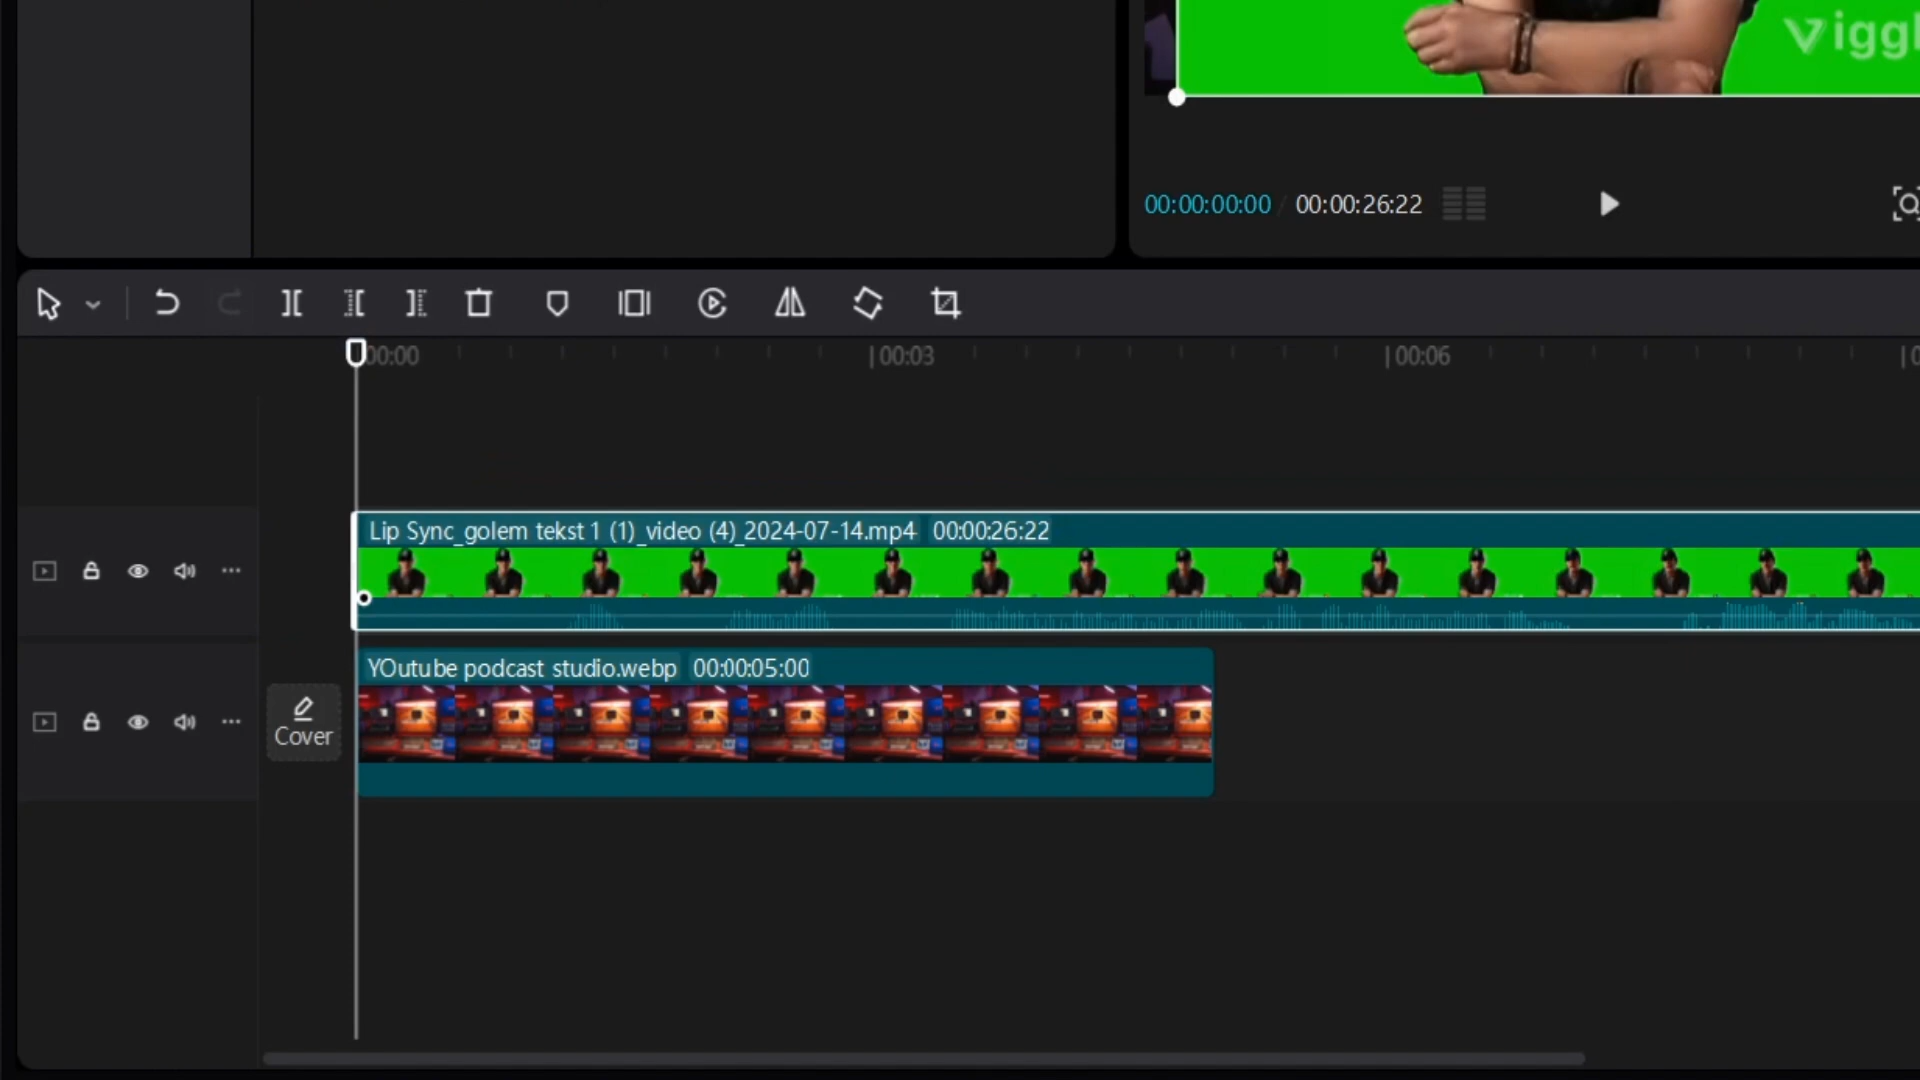 Viggl
00:00:00:00 / 00:00:26:22
00:00 |00:03 |00:06
Lip Sync_golem tekst 1 (1)_video (4)_2024-07-14.mp4 00:00:26:22
YOutube podcast studio.webp 00:00:05:00
Cover